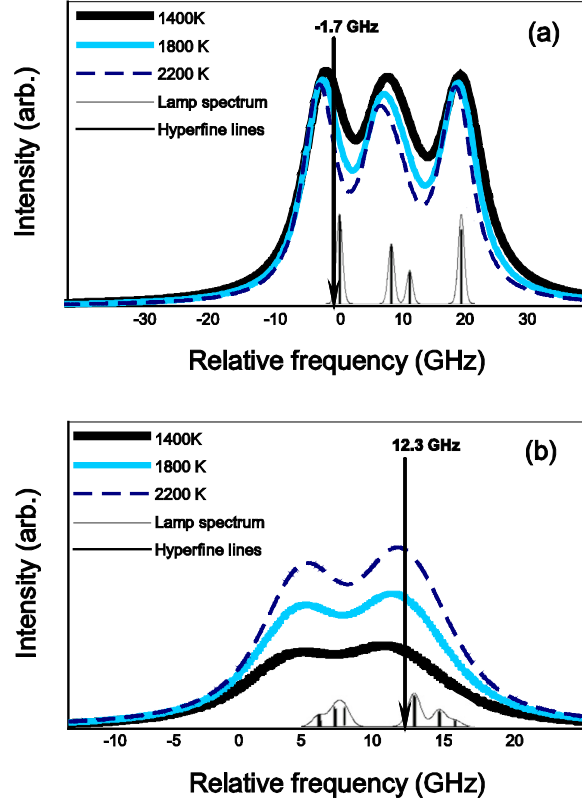 -1.7 GHz
(a)
1400K
1800 K
2200 K
Lamp spectrum
Hyperfine lines
Intensity (arb.)
-30 -20 -10 0 10 20 30
Relative frequency (GHz)
(b)
12.3 GHz
1400K
1800 K
2200 K
Lamp spectrum
Hyperfine lines
Intensity (arb.)
-10 -5 0 5 10 15 20
Relative frequency (GHz)